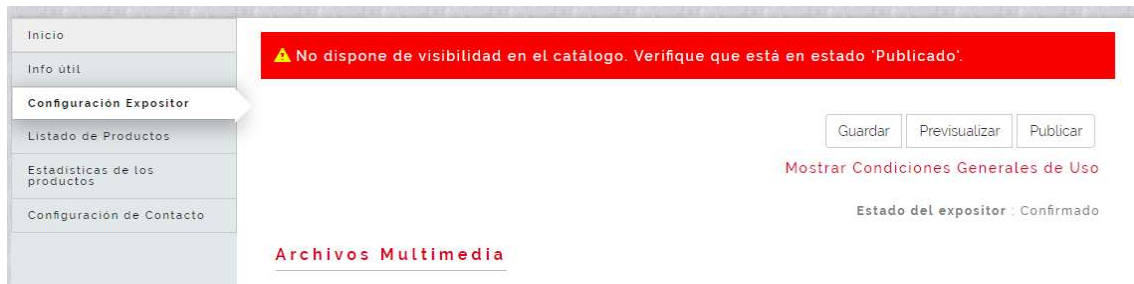 Inicio
Info útil
Configuración Expositor
Listado de Productos
Estadísticas de los
productos
Configuración de Contacto
No dispone de visibilidad en el catálogo. Verifique que está en estado 'Publicado'.
Guardar Previsualizar Publicar
Mostrar Condiciones Generales de Uso
Estado del expositor : Confirmado
Archivos Multimedia